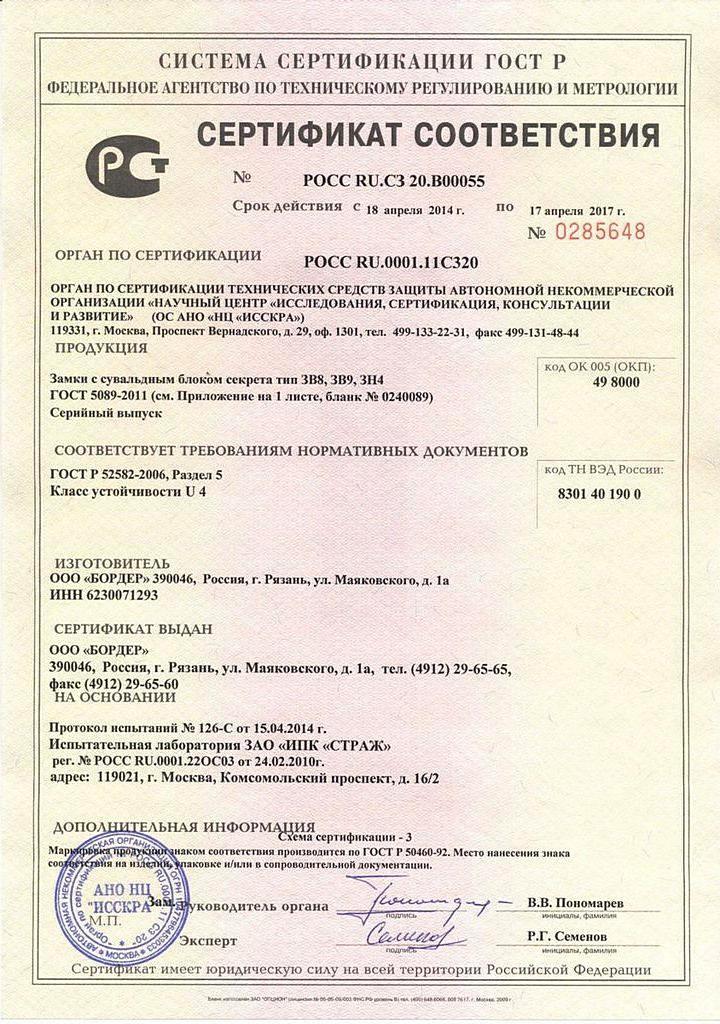 СИСТЕМА СЕРТИФИКАЦИИ ГОСТ Р
ФЕДЕРАЛЬНОЕ АГЕНТСТВО ПО ТЕХНИЧЕСКОМУ РЕГУЛИРОВАНИЮ И МЕТРОЛОГИИ
СЕРТИФИКАТ СООТВЕТСТВИЯ
№ РОСС RU.СЗ 20.В00055
Срок действия с 18 апреля 2014 г. по 17 апреля 2017 г.
№ 0285648
ОРГАН ПО СЕРТИФИКАЦИИ РОСС RU.0001.11СЗ20
ОРГАН ПО СЕРТИФИКАЦИИ ТЕХНИЧЕСКИХ СРЕДСТВ ЗАЩИТЫ АВТОНОМНОЙ НЕКОММЕРЧЕСКОЙ
ОРГАНИЗАЦИИ «НАУЧНЫЙ ЦЕНТР «ИССЛЕДОВАНИЯ, СЕРТИФИКАЦИЯ, КОНСУЛЬТАЦИИ
И РАЗВИТИЕ» (ОС АНО «НЦ «ИССКРА»)
119331, г. Москва, Проспект Вернадского, д. 29, оф. 1301, тел. 499-133-22-31, факс 499-131-48-44
ПРОДУКЦИЯ
код ОК 005 (ОКП):
49 8000
Замки с сувальдным блоком секрета тип ЗВ8, ЗВ9, ЗН4
ГОСТ 5089-2011 (см. Приложение на 1 листе, бланк № 0240089)
Серийный выпуск
СООТВЕТСТВУЕТ ТРЕБОВАНИЯМ НОРМАТИВНЫХ ДОКУМЕНТОВ
код ТН ВЭД России:
8301 40 190 0
ГОСТ Р 52582-2006, Раздел 5
Класс устойчивости U 4
ИЗГОТОВИТЕЛЬ
ООО «БОРДЕР» 390046, Россия, г. Рязань, ул. Маяковского, д. 1а
ИНН 6230071293
СЕРТИФИКАТ ВЫДАН
ООО «БОРДЕР»
390046, Россия, г. Рязань, ул. Маяковского, д. 1а, тел. (4912) 29-65-65,
факс (4912) 29-65-60
НА ОСНОВАНИИ
Протокол испытаний № 126-С от 15.04.2014 г.
Испытательная лаборатория ЗАО «ИПК «СТРАЖ»
рег. № РОСС RU.0001.22ОС03 от 24.02.2010г.
адрес: 119021, г. Москва, Комсомольский проспект, д. 16/2
ДОПОЛНИТЕЛЬНАЯ ИНФОРМАЦИЯ
Схема сертификации - 3
Маркировка продукции знаком соответствия производится по ГОСТ Р 50460-92. Место нанесения знака
соответствия на изделии, упаковке и/или в сопроводительной документации.
АНО НЦ
"ИССКРА"
МОСКВА
М.П.
Зам. Руководитель органа
подпись
В.В. Пономарев
инициалы, фамилия
Эксперт
подпись
Р.Г. Семенов
инициалы, фамилия
Сертификат имеет юридическую силу на всей территории Российской Федерации